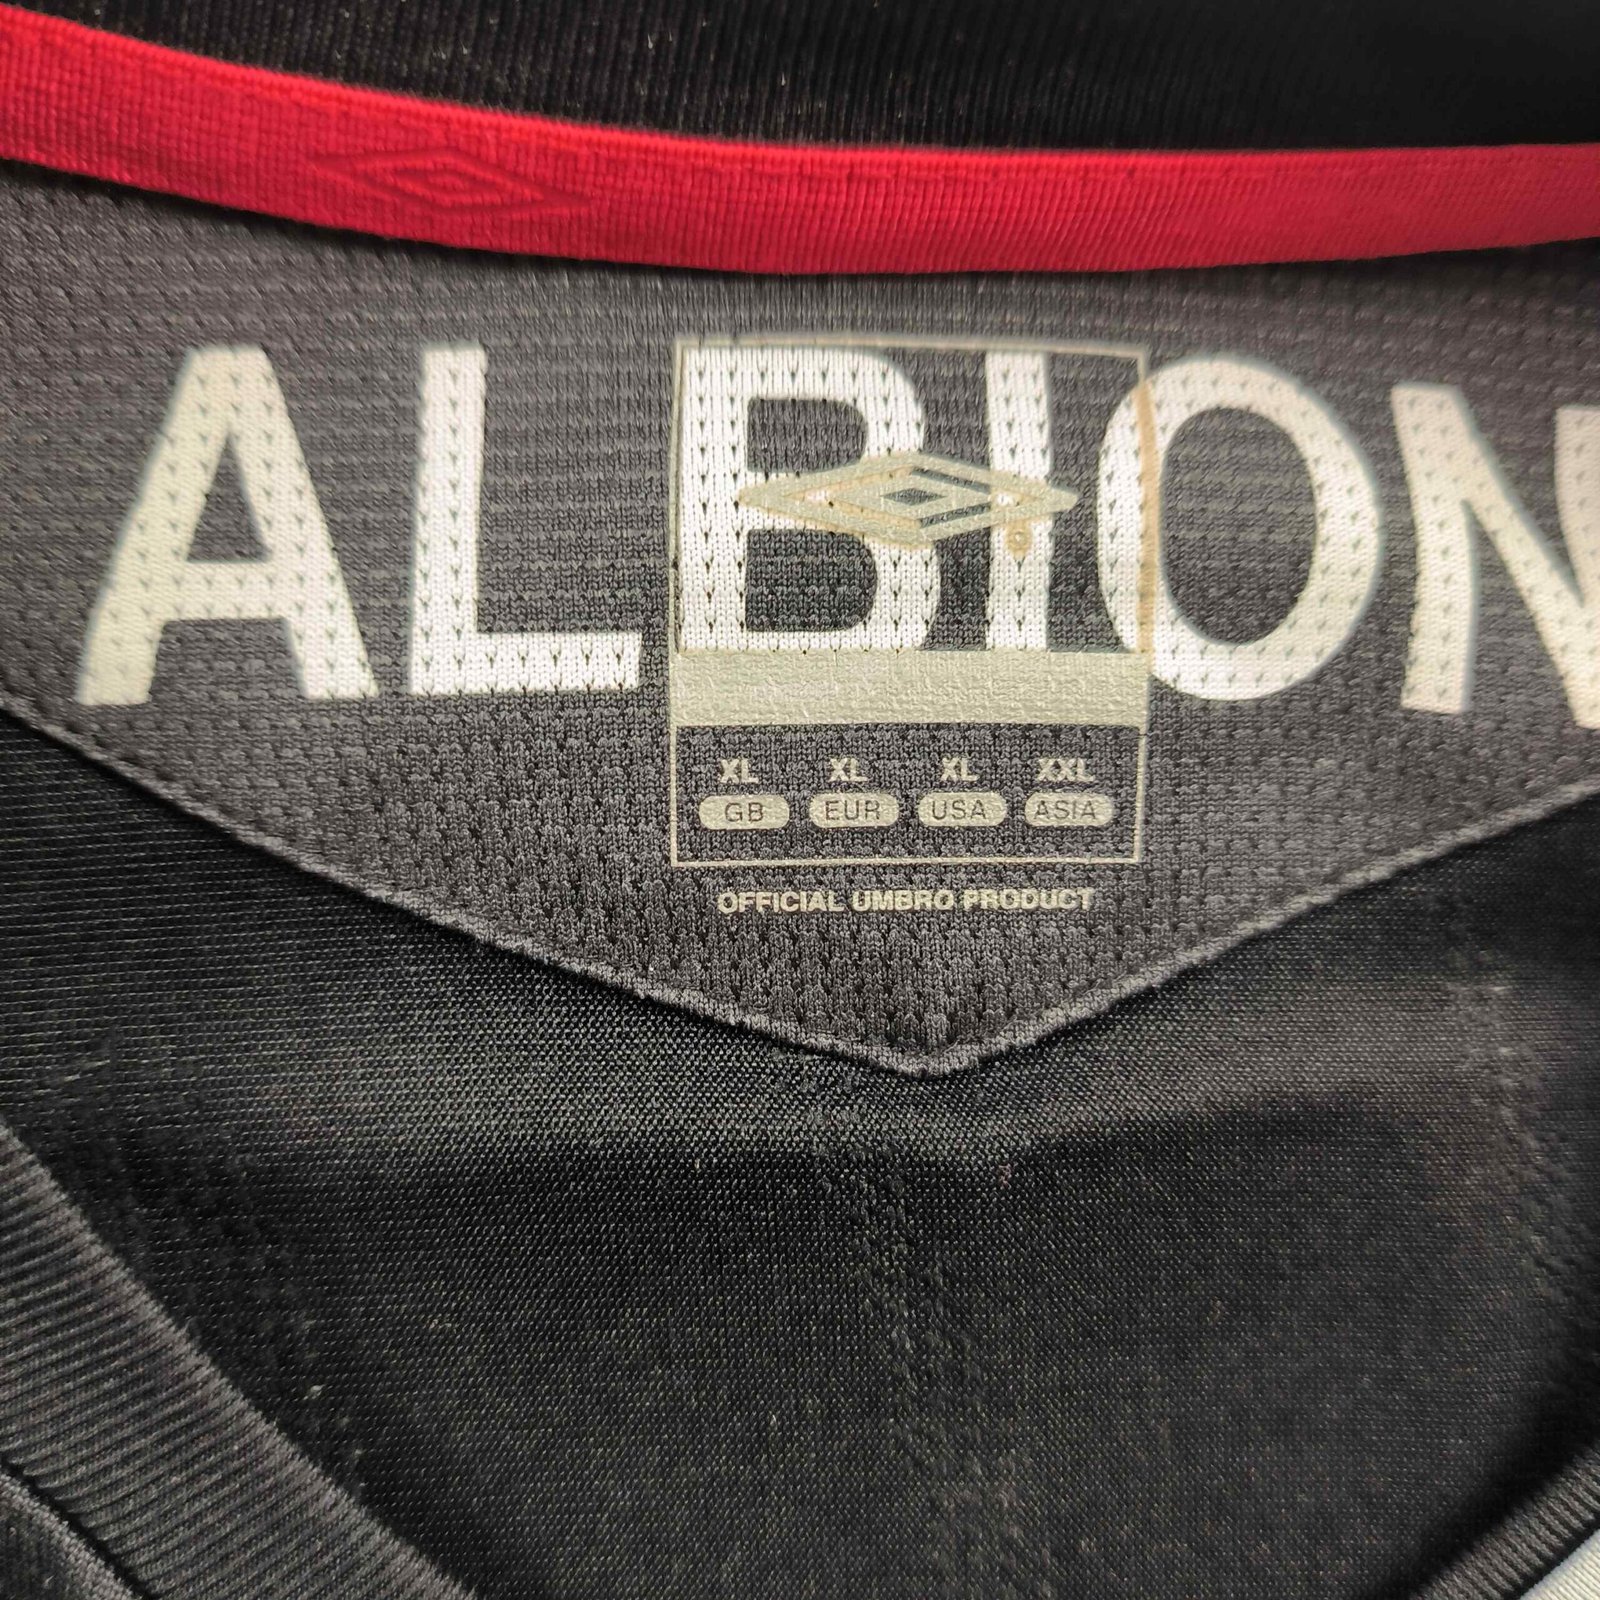 ALBION
XL XL XL XXL
GB EUR USA ASIA
OFFICIAL UMBRO PRODUCT